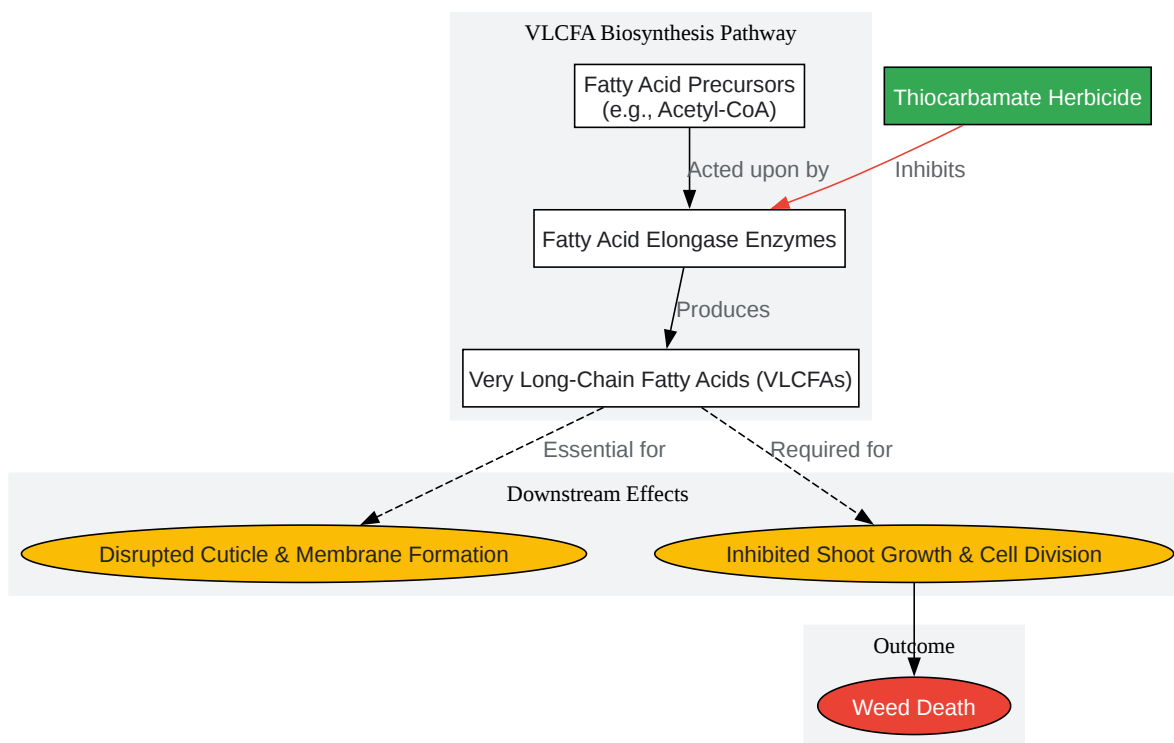 VLCFA Biosynthesis Pathway
Fatty Acid Precursors
(e.g., Acetyl-CoA)
Thiocarbamate Herbicide
Acted upon by
Inhibits
Fatty Acid Elongase Enzymes
Produces
Very Long-Chain Fatty Acids (VLCFAs)
Essential for
Required for
Downstream Effects
Disrupted Cuticle & Membrane Formation
Inhibited Shoot Growth & Cell Division
Outcome
Weed Death